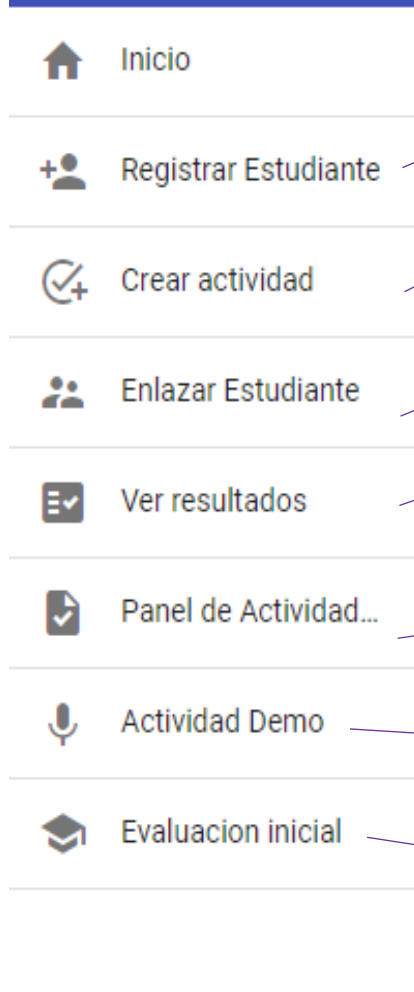 Inicio
Registrar Estudiante
Crear actividad
Enlazar Estudiante
Ver resultados
Panel de Actividad...
Actividad Demo
Evaluacion inicial